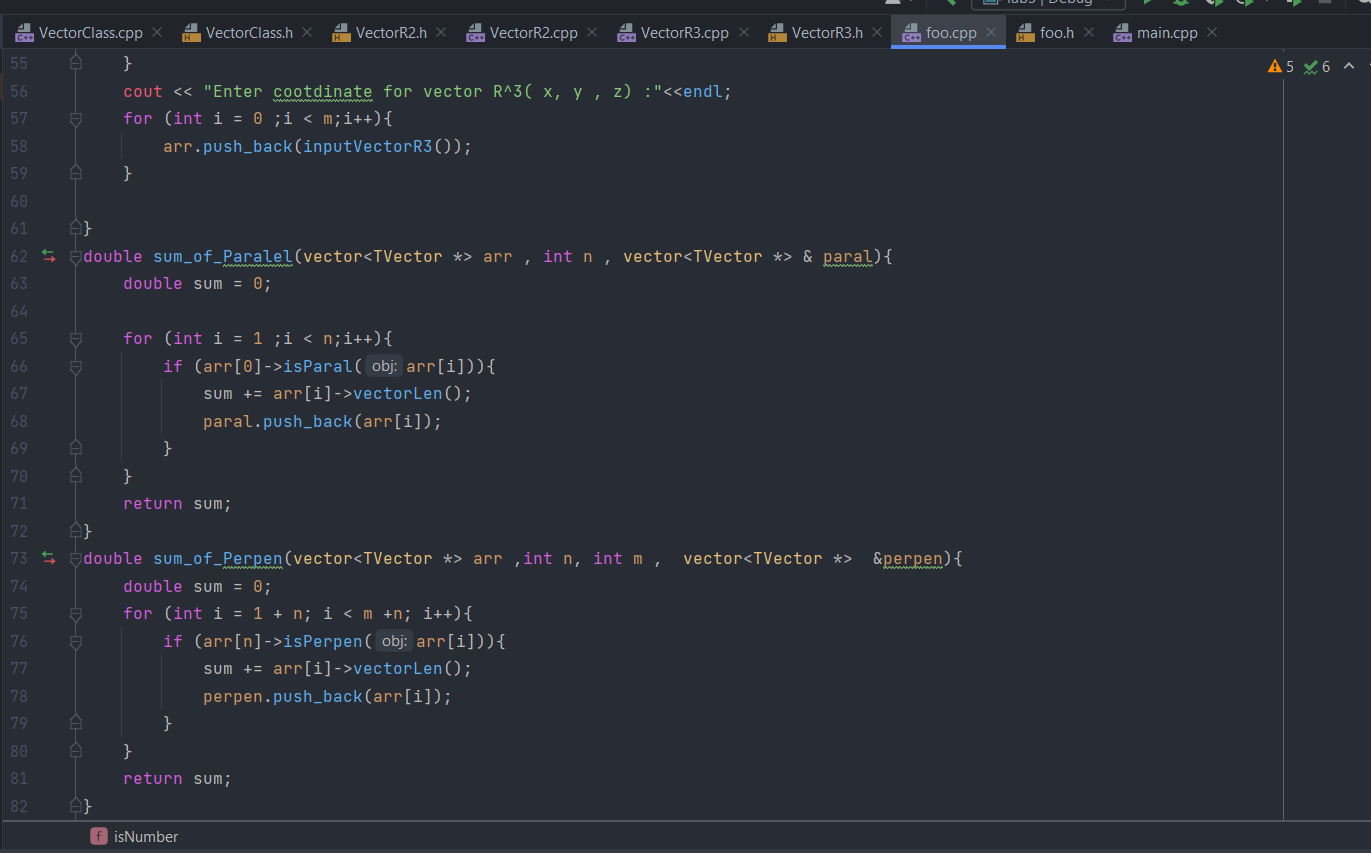 lab3 | Debug
VectorClass.cpp VectorClass.h VectorR2.h VectorR2.cpp VectorR3.cpp VectorR3.h foo.cpp foo.h main.cpp
5 6
55 }
56 cout << "Enter cootdinate for vector R^3( x, y , z) :"<<endl;
57 for (int i = 0 ;i < m;i++){
58 arr.push_back(inputVectorR3());
59 }
60
61 }
62 double sum_of_Paralel(vector<TVector *> arr , int n , vector<TVector *> & paral){
63 double sum = 0;
64
65 for (int i = 1 ;i < n;i++){
66 if (arr[0]->isParal( obj: arr[i])){
67 sum += arr[i]->vectorLen();
68 paral.push_back(arr[i]);
69 }
70 }
71 return sum;
72 }
73 double sum_of_Perpen(vector<TVector *> arr ,int n, int m , vector<TVector *> &perpen){
74 double sum = 0;
75 for (int i = 1 + n; i < m +n; i++){
76 if (arr[n]->isPerpen( obj: arr[i])){
77 sum += arr[i]->vectorLen();
78 perpen.push_back(arr[i]);
79 }
80 }
81 return sum;
82 }
f isNumber